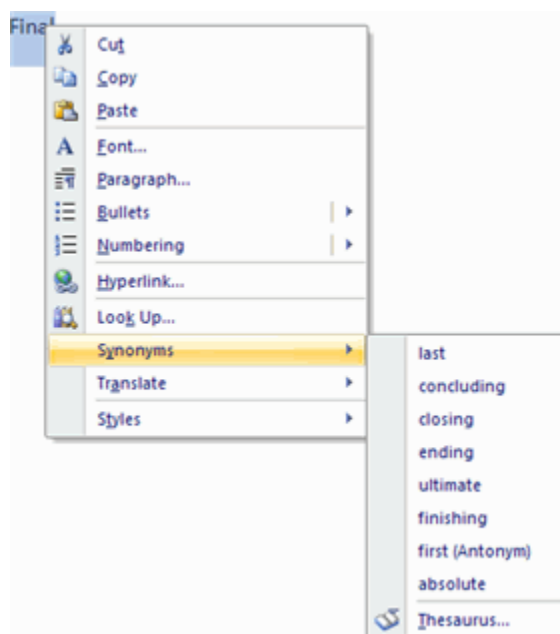 Final
Cut
Copy
Paste
Font...
Paragraph...
Bullets
Numbering
Hyperlink...
Look Up...
Synonyms
Translate
Styles
last
concluding
closing
ending
ultimate
finishing
first (Antonym)
absolute
Thesaurus...